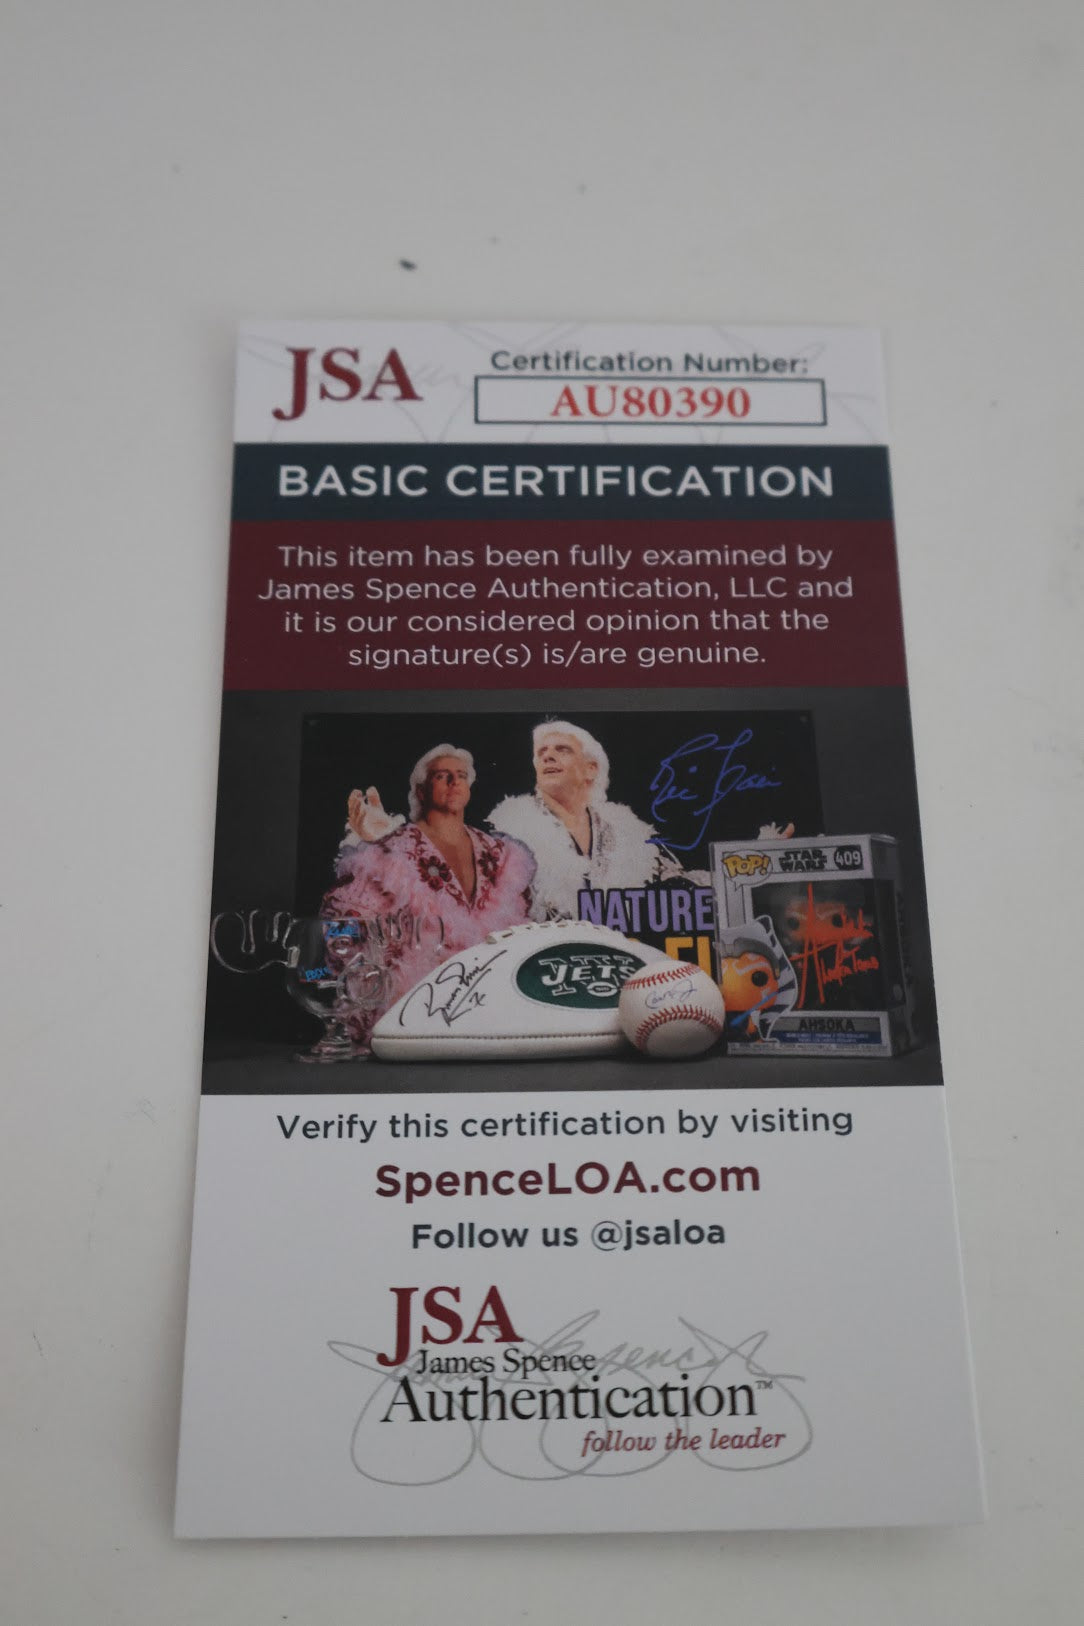 JSA
Certification Number:
AU80390
BASIC CERTIFICATION
This item has been fully examined by
James Spence Authentication, LLC and
it is our considered opinion that the
signature(s) is/are genuine.
NATURE
POP!
STAR
WARS
409
JETS
AHSOKA
Verify this certification by visiting
SpenceLOA.com
Follow us @jsaloa
JSA
James Spence
Authentication™
follow the leader